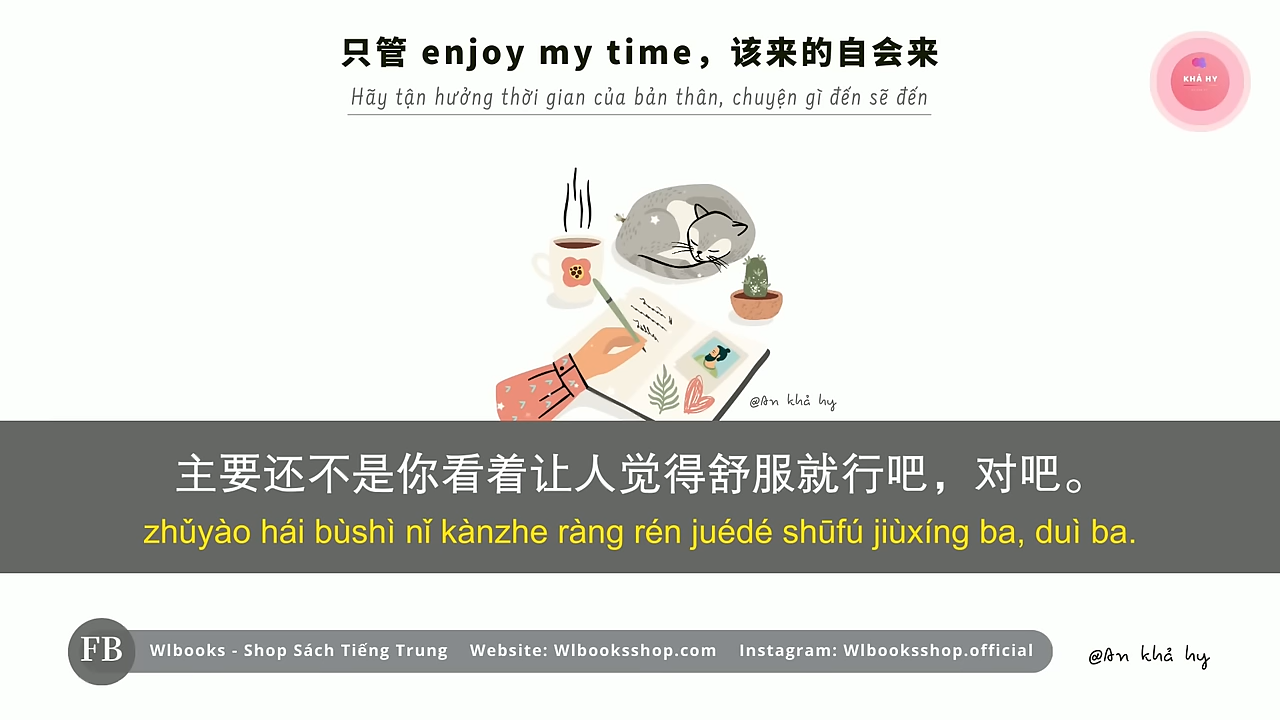 只管 enjoy my time，该来的自会来
Hãy tận hưởng thời gian của bản thân, chuyện gì đến sẽ đến
KHẢ HY
@An khả hy
主要还不是你看着让人觉得舒服就行吧，对吧。
zhǔyào hái bùshì nǐ kànzhe ràng rén juédé shūfú jiùxíng ba, duì ba.
FB
Wlbooks - Shop Sách Tiếng Trung Website: Wlbooksshop.com Instagram: Wlbooksshop.official
@An khả hy